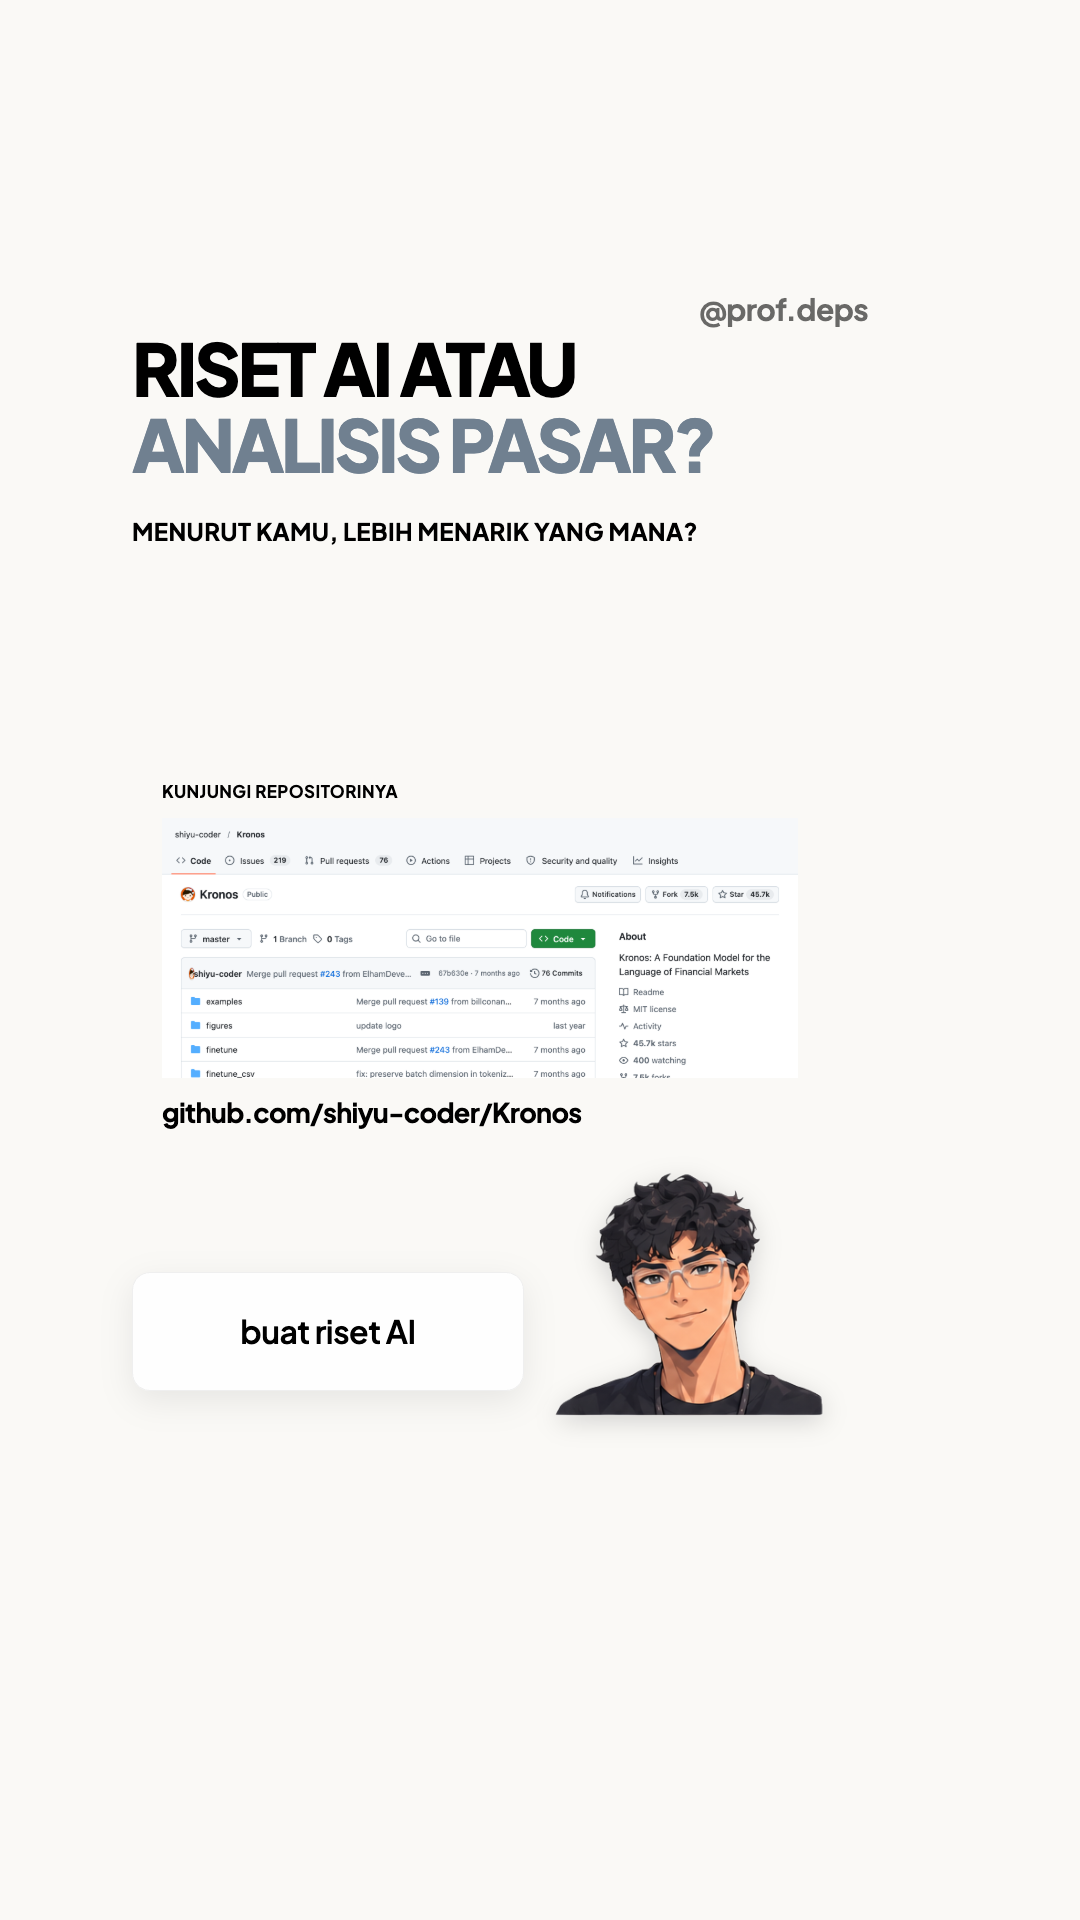 @prof.deps
RISET AI ATAU
ANALISIS PASAR?
MENURUT KAMU, LEBIH MENARIK YANG MANA?
KUNJUNGI REPOSITORINYA
shiyu-coder / Kronos
Code Issues 219 Pull requests 76 Actions Projects Security and quality Insights
Kronos Public Notifications Fork 7.5k Star 45.7k
master 1 Branch 0 Tags Go to file Code
About
Kronos: A Foundation Model for the
Language of Financial Markets
shiyu-coder Merge pull request #243 from ElhamDeve... 67b630e · 7 months ago 76 Commits
examples Merge pull request #139 from billconan... 7 months ago
figures update logo last year
finetune Merge pull request #243 from ElhamDe... 7 months ago
finetune_csv fix: preserve batch dimension in tokeniz... 7 months ago
Readme
MIT license
Activity
45.7k stars
400 watching
7.5k forks
github.com/shiyu-coder/Kronos
buat riset AI